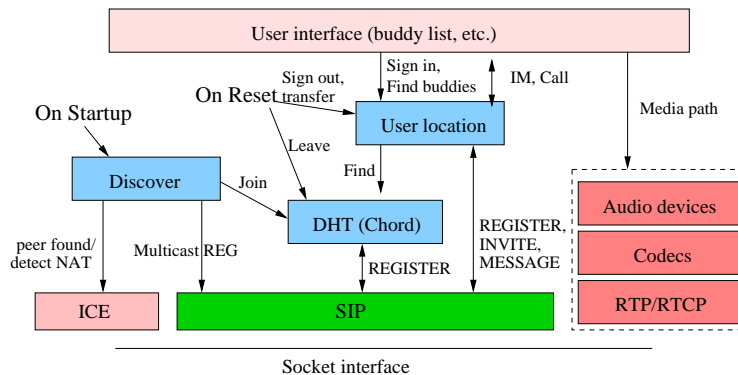 User interface (buddy list, etc.)
Sign in,
Find buddies
IM, Call
Sign out,
transfer
On Reset
On Startup
Media path
User location
Leave
Find
Discover
Join
Audio devices
DHT (Chord)
REGISTER,
INVITE,
MESSAGE
peer found/
detect NAT
Multicast REG
REGISTER
Codecs
ICE
SIP
RTP/RTCP
Socket interface